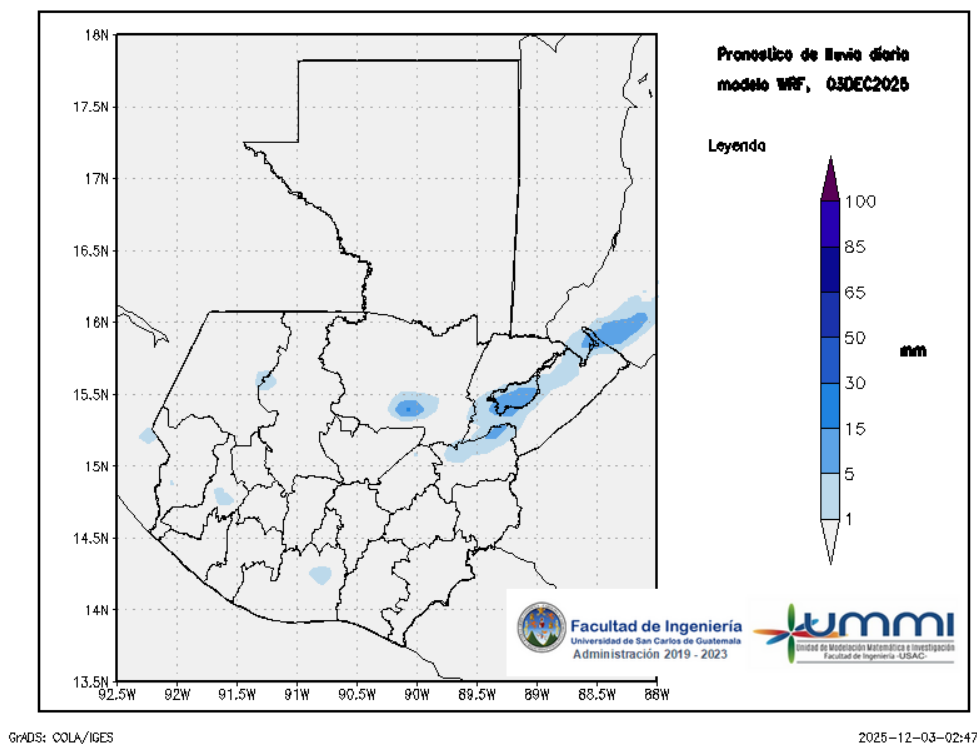 Pronostico de lluvia diaria
modelo WRF, 03DEC2025
Leyenda
100
85
65
50
30
15
5
1
mm
18N
17.5N
17N
16.5N
16N
15.5N
15N
14.5N
14N
13.5N
92.5W 92W 91.5W 91W 90.5W 90W 89.5W 89W 88.5W 88W
Facultad de Ingeniería
Universidad de San Carlos de Guatemala
Administración 2019 - 2023
ummi
Unidad de Modelación Matemática e Investigación
Facultad de Ingeniería -USAC-
GrADS: COLA/IGES
2025-12-03-02:47